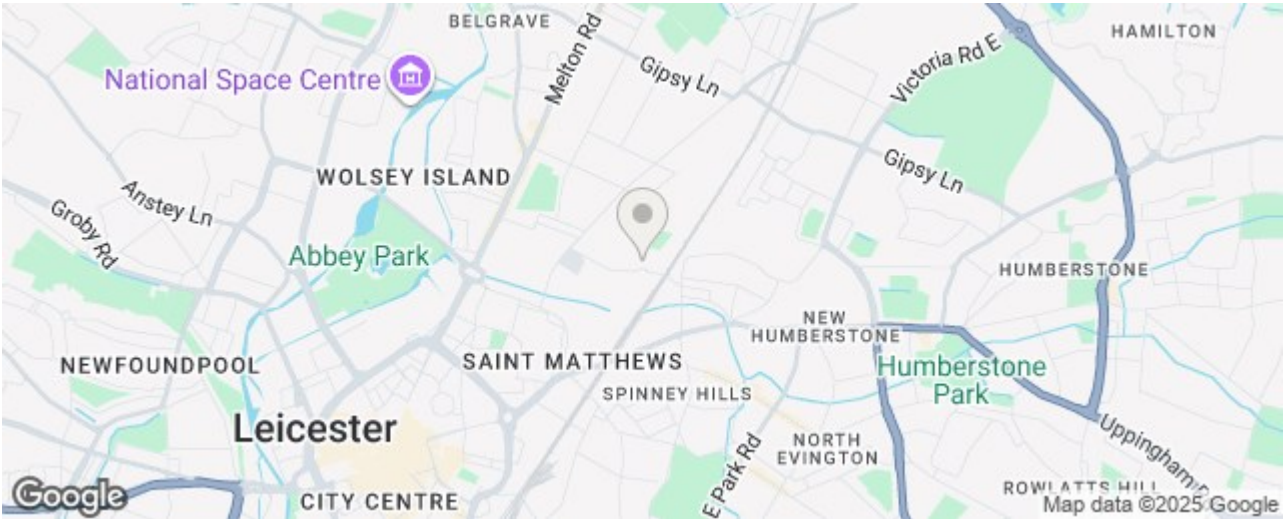 BELGRAVE
HAMILTON
Melton Rd
Gipsy Ln
Victoria Rd E
National Space Centre
WOLSEY ISLAND
Gipsy Ln
Anstey Ln
Groby Rd
Abbey Park
HUMBERSTONE
NEW
HUMBERSTONE
NEWFOUNDPOOL
SAINT MATTHEWS
Humberstone
Park
SPINNEY HILLS
Leicester
Uppingham
NORTH
EVINGTON
E Park Rd
ROWLATTS HILL
Google
CITY CENTRE
Map data ©2025 Google